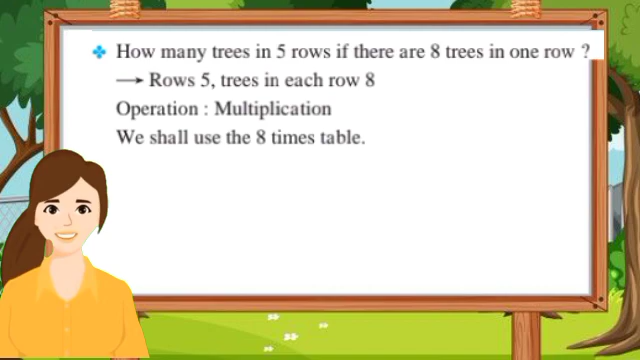 How many trees in 5 rows if there are 8 trees in one row ?
→ Rows 5, trees in each row 8
Operation : Multiplication
We shall use the 8 times table.